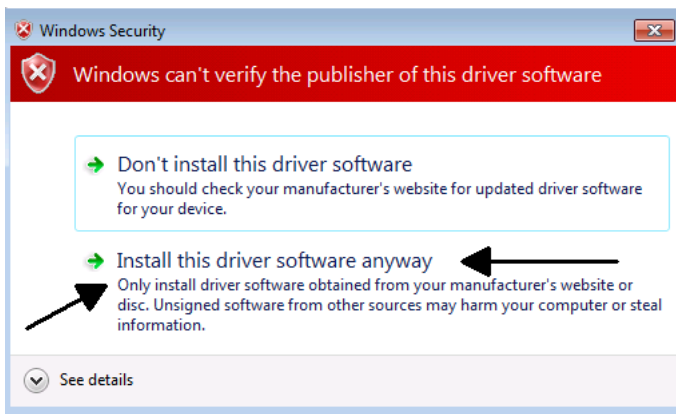 Windows Security
Windows can't verify the publisher of this driver software
Don't install this driver software
You should check your manufacturer's website for updated driver software
for your device.
Install this driver software anyway
Only install driver software obtained from your manufacturer's website or
disc. Unsigned software from other sources may harm your computer or steal
information.
See details